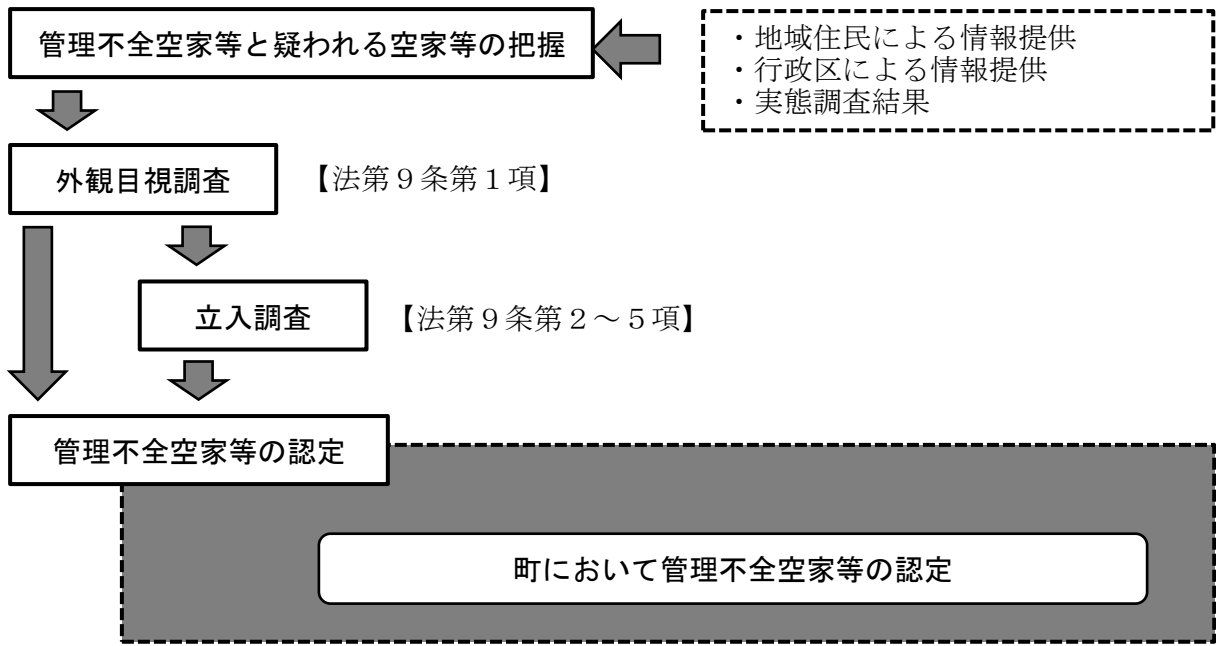 管理不全空家等と疑われる空家等の把握
・地域住民による情報提供
・行政区による情報提供
・実態調査結果
外観目視調査
【法第９条第１項】
立入調査
【法第９条第２～５項】
管理不全空家等の認定
町において管理不全空家等の認定